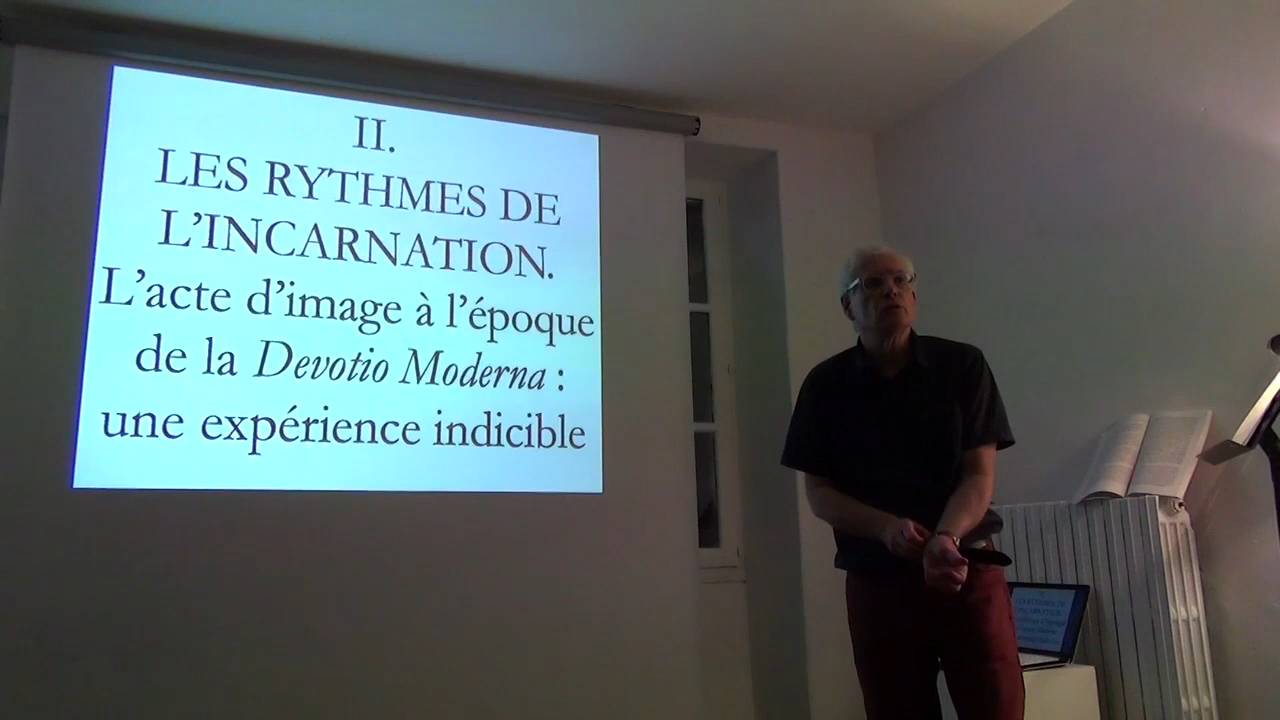 II.
LES RYTHMES DE
L’INCARNATION.
L’acte d’image à l’époque
de la Devotio Moderna :
une expérience indicible